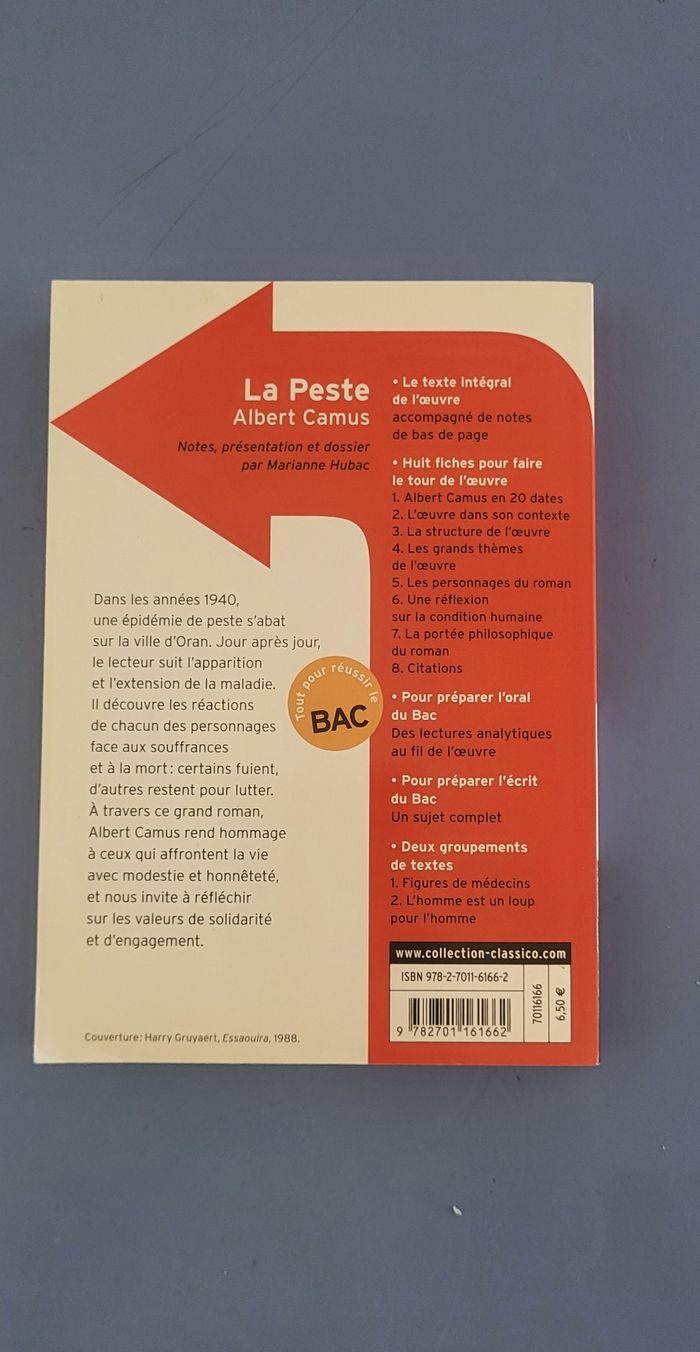 La Peste
Albert Camus
Notes, présentation et dossier
par Marianne Hubac
Dans les années 1940,
une épidémie de peste s'abat
sur la ville d'Oran. Jour après jour,
le lecteur suit l'apparition
et l'extension de la maladie.
Il découvre les réactions
de chacun des personnages
face aux souffrances
et à la mort : certains fuient,
d'autres restent pour lutter.
À travers ce grand roman,
Albert Camus rend hommage
à ceux qui affrontent la vie
avec modestie et honnêteté,
et nous invite à réfléchir
sur les valeurs de solidarité
et d'engagement.
Tout pour réussir le
BAC
Couverture : Harry Gruyaert, Essaouira, 1988.
• Le texte intégral
de l'œuvre
accompagné de notes
de bas de page
• Huit fiches pour faire
le tour de l'œuvre
1. Albert Camus en 20 dates
2. L'œuvre dans son contexte
3. La structure de l'œuvre
4. Les grands thèmes
de l'œuvre
5. Les personnages du roman
6. Une réflexion
sur la condition humaine
7. La portée philosophique
du roman
8. Citations
• Pour préparer l'oral
du Bac
Des lectures analytiques
au fil de l'œuvre
• Pour préparer l'écrit
du Bac
Un sujet complet
• Deux groupements
de textes
1. Figures de médecins
2. L'homme est un loup
pour l'homme
www.collection-classico.com
ISBN 978-2-7011-6166-2
9 782701 161662
70116166
6,50 €